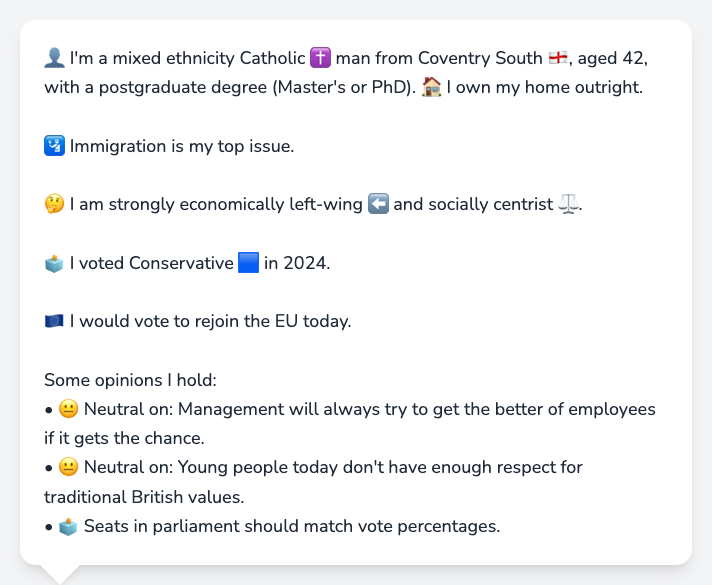 👤 I'm a mixed ethnicity Catholic ✝️ man from Coventry South 🏴󠁧󠁢󠁥󠁮󠁧󠁿, aged 42,
with a postgraduate degree (Master's or PhD). 🏠 I own my home outright.
🛂 Immigration is my top issue.
🤔 I am strongly economically left-wing ⬅️ and socially centrist ⚖️.
🗳️ I voted Conservative 🟦 in 2024.
🇪🇺 I would vote to rejoin the EU today.
Some opinions I hold:
• 😐 Neutral on: Management will always try to get the better of employees
if it gets the chance.
• 😐 Neutral on: Young people today don't have enough respect for
traditional British values.
• 🗳️ Seats in parliament should match vote percentages.